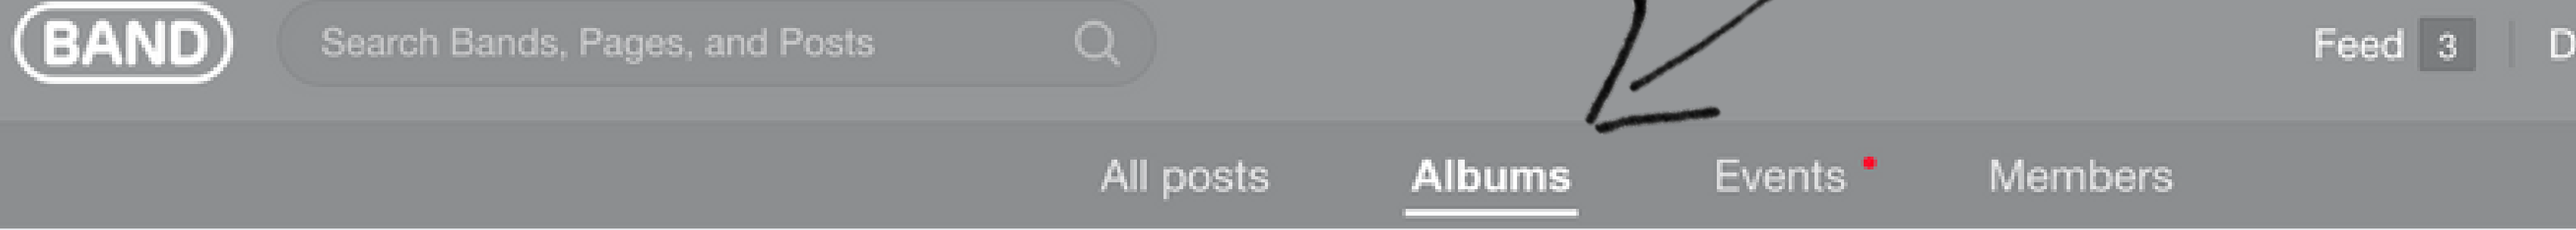 BAND Search Bands, Pages, and Posts Feed 3
All posts Albums Events Members